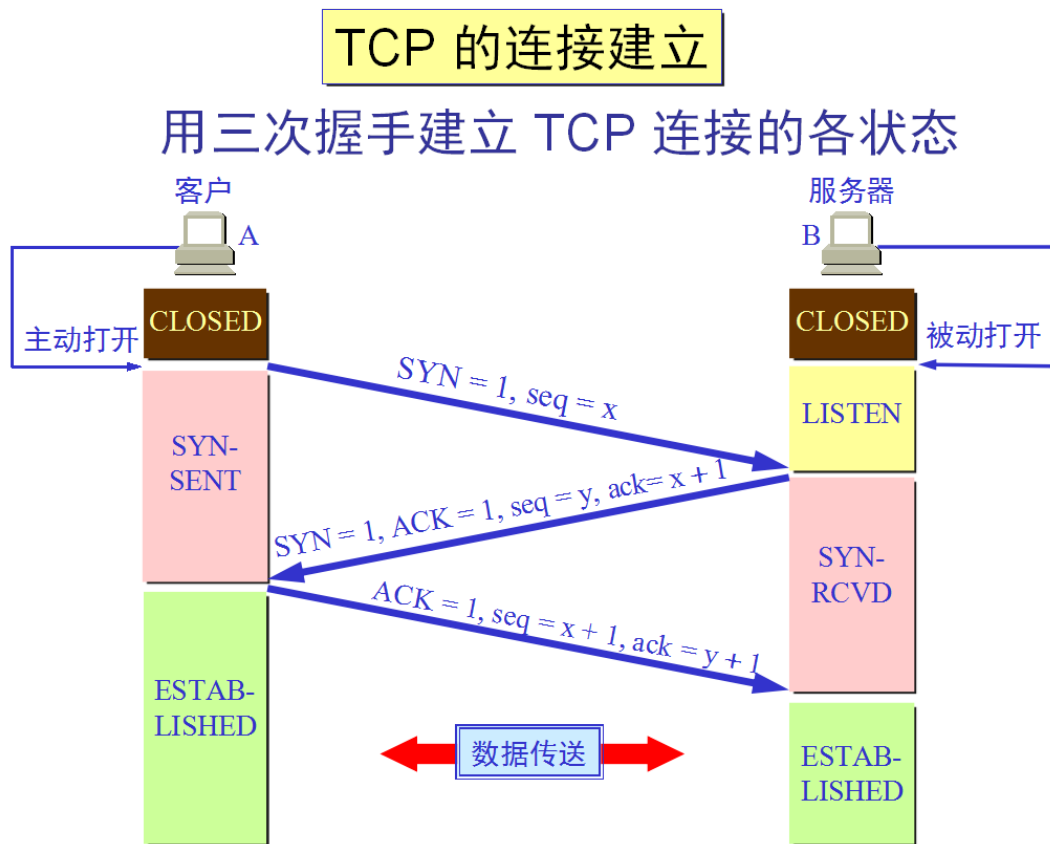 TCP 的连接建立
用三次握手建立 TCP 连接的各状态
客户
服务器
A
B
CLOSED
CLOSED
主动打开
被动打开
SYN = 1, seq = x
LISTEN
SYN-
SENT
SYN = 1, ACK = 1, seq = y, ack= x + 1
SYN-
RCVD
ACK = 1, seq = x + 1, ack = y + 1
ESTAB-
LISHED
数据传送
ESTAB-
LISHED